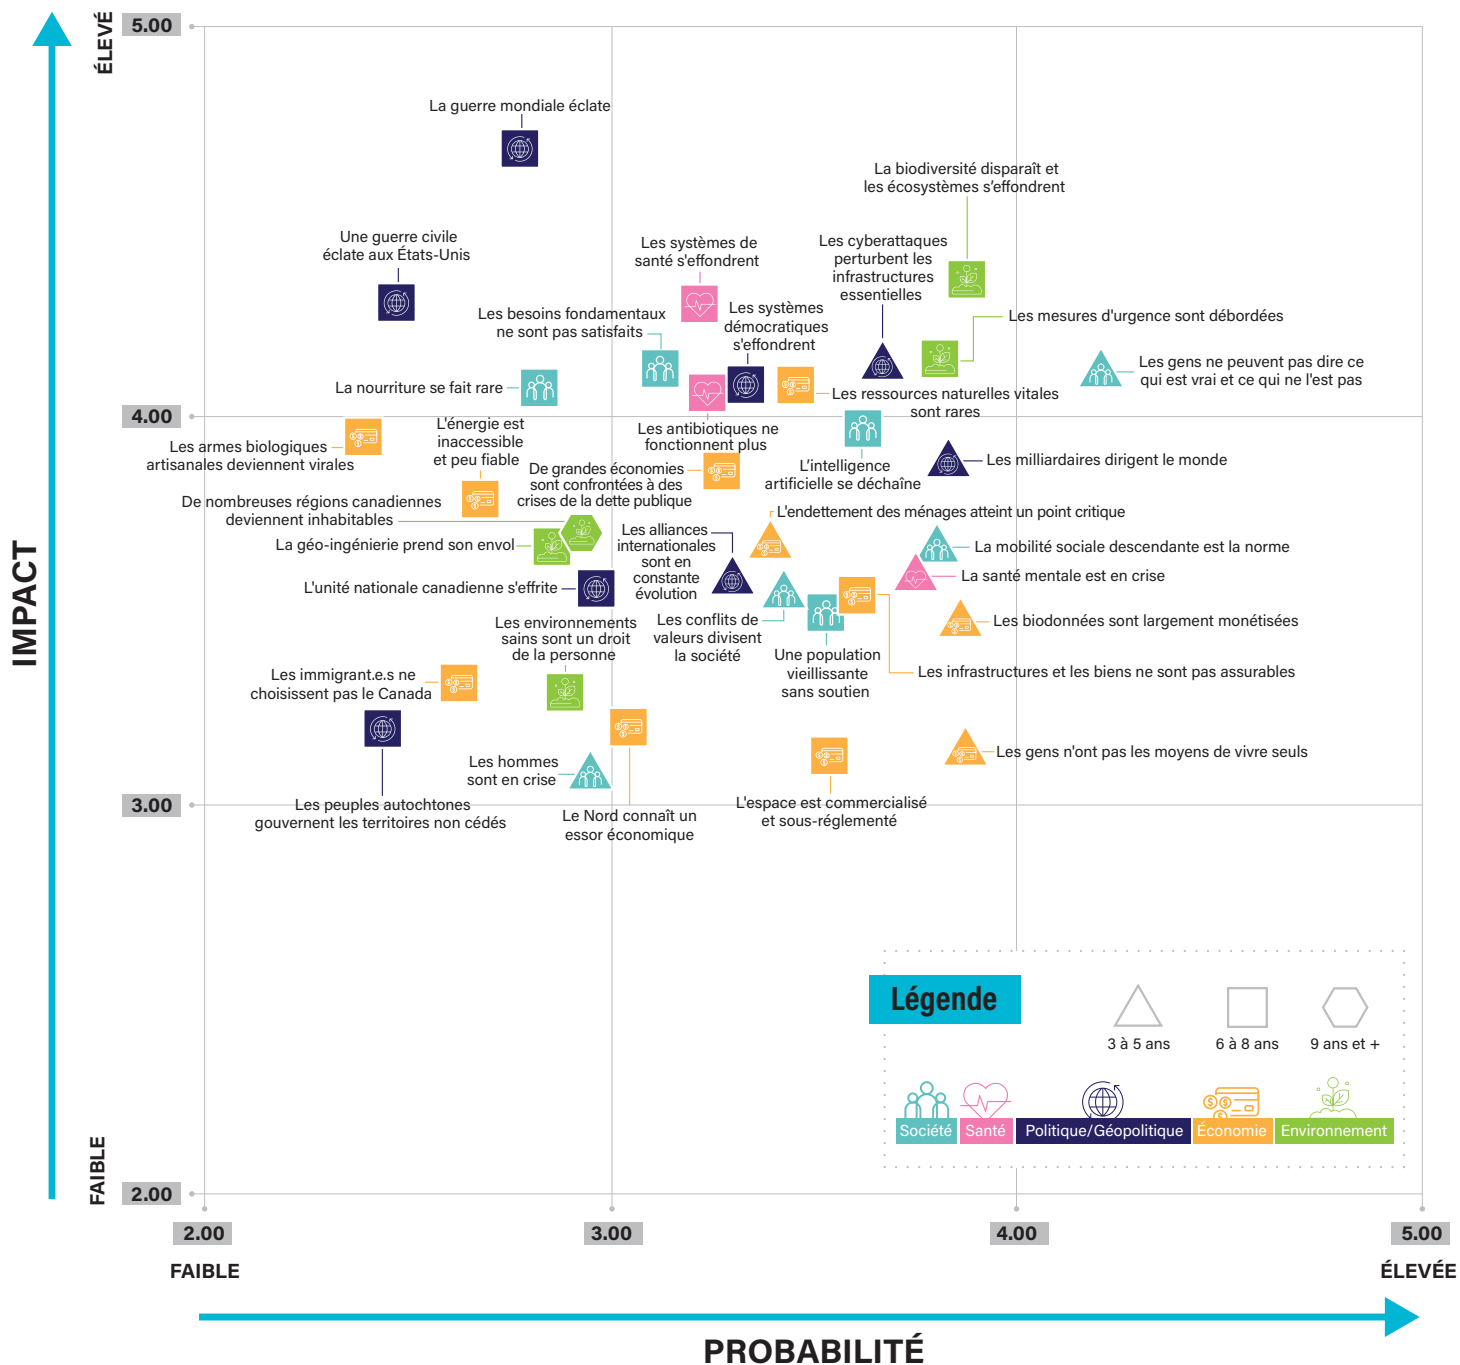 5.00
ÉLEVÉ
La guerre mondiale éclate
La biodiversité disparaît et
les écosystèmes s'effondrent
Une guerre civile
éclate aux États-Unis
Les systèmes de
santé s'effondrent
Les cyberattaques
perturbent les
infrastructures
essentielles
Les besoins fondamentaux
ne sont pas satisfaits
Les systèmes
démocratiques
s'effondrent
Les mesures d'urgence sont débordées
Les gens ne peuvent pas dire ce
qui est vrai et ce qui ne l'est pas
La nourriture se fait rare
Les ressources naturelles vitales
sont rares
4.00
L'énergie est
inaccessible
et peu fiable
Les antibiotiques ne
fonctionnent plus
Les armes biologiques
artisanales deviennent virales
De grandes économies
sont confrontées à des
crises de la dette publique
L'intelligence
artificielle se déchaîne
Les milliardaires dirigent le monde
De nombreuses régions canadiennes
deviennent inhabitables
L'endettement des ménages atteint un point critique
La géo-ingénierie prend son envol
Les alliances
internationales
sont en
constante
évolution
La mobilité sociale descendante est la norme
La santé mentale est en crise
L'unité nationale canadienne s'effrite
Les environnements
sains sont un droit
de la personne
Les conflits de
valeurs divisent
la société
Les biodonnées sont largement monétisées
Une population
vieillissante
sans soutien
Les infrastructures et les biens ne sont pas assurables
Les immigrant.e.s ne
choisissent pas le Canada
Les gens n'ont pas les moyens de vivre seuls
Les hommes
sont en crise
3.00
Les peuples autochtones
gouvernent les territoires non cédés
Le Nord connaît un
essor économique
L'espace est commercialisé
et sous-réglementé
IMPACT
Légende
3 à 5 ans
6 à 8 ans
9 ans et +
$
$ $
Société
Santé
Politique/Géopolitique
Économie
Environnement
FAIBLE
2.00
2.00
3.00
4.00
5.00
FAIBLE
ÉLEVÉE
PROBABILITÉ